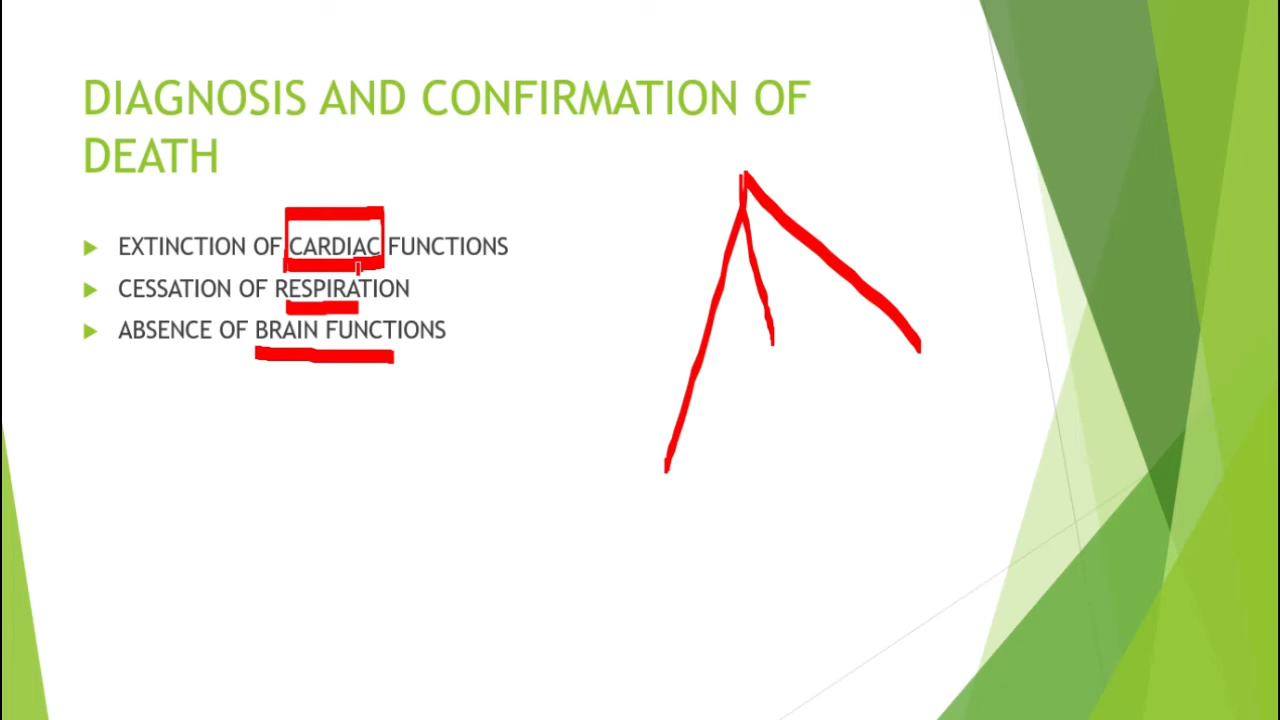 DIAGNOSIS AND CONFIRMATION OF
DEATH
EXTINCTION OF CARDIAC FUNCTIONS
CESSATION OF RESPIRATION
ABSENCE OF BRAIN FUNCTIONS